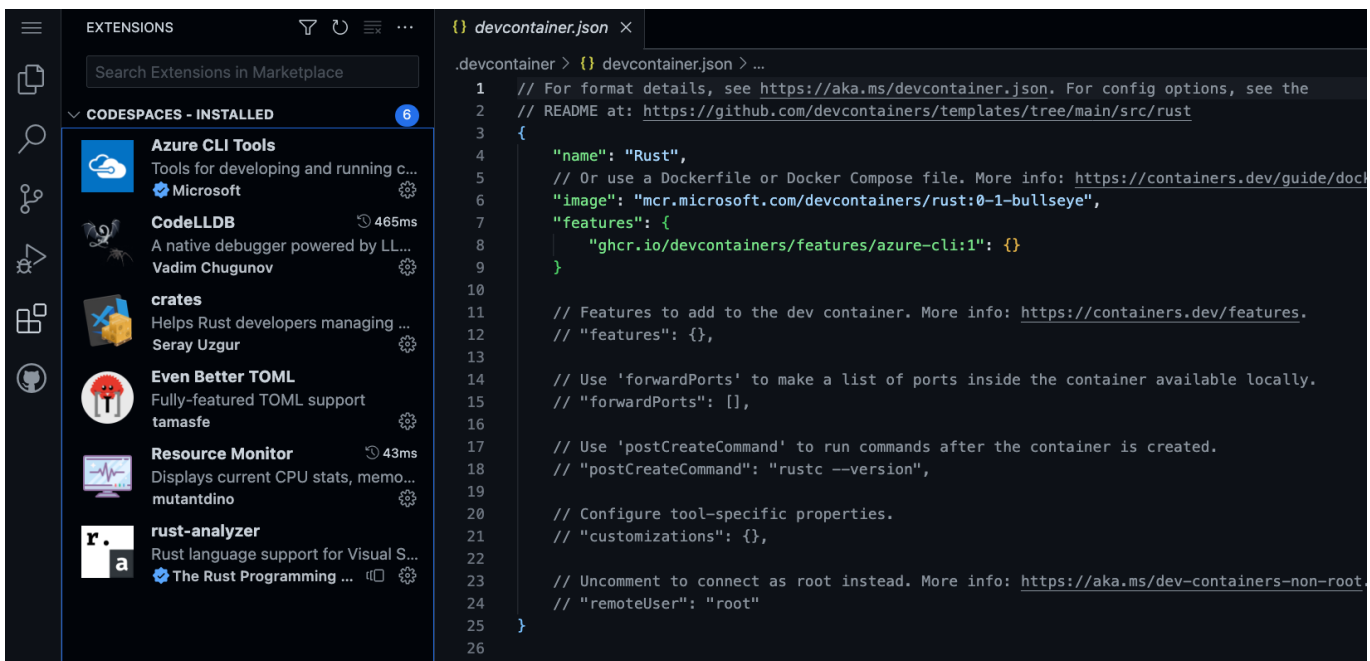 EXTENSIONS
Search Extensions in Marketplace
CODESPACES - INSTALLED 6
Azure CLI Tools
Tools for developing and running c...
Microsoft
CodeLLDB 465ms
A native debugger powered by LL...
Vadim Chugunov
crates
Helps Rust developers managing ...
Seray Uzgur
Even Better TOML
Fully-featured TOML support
tamasfe
Resource Monitor 43ms
Displays current CPU stats, memo...
mutantdino
r.a
rust-analyzer
Rust language support for Visual S...
The Rust Programming ...
{} devcontainer.json ×
.devcontainer > {} devcontainer.json > ...
1 // For format details, see https://aka.ms/devcontainer.json. For config options, see the
2 // README at: https://github.com/devcontainers/templates/tree/main/src/rust
3 {
4 "name": "Rust",
5 // Or use a Dockerfile or Docker Compose file. More info: https://containers.dev/guide/dock
6 "image": "mcr.microsoft.com/devcontainers/rust:0-1-bullseye",
7 "features": {
8 "ghcr.io/devcontainers/features/azure-cli:1": {}
9 }
10
11 // Features to add to the dev container. More info: https://containers.dev/features.
12 // "features": {},
13
14 // Use 'forwardPorts' to make a list of ports inside the container available locally.
15 // "forwardPorts": [],
16
17 // Use 'postCreateCommand' to run commands after the container is created.
18 // "postCreateCommand": "rustc --version",
19
20 // Configure tool-specific properties.
21 // "customizations": {},
22
23 // Uncomment to connect as root instead. More info: https://aka.ms/dev-containers-non-root.
24 // "remoteUser": "root"
25 }
26